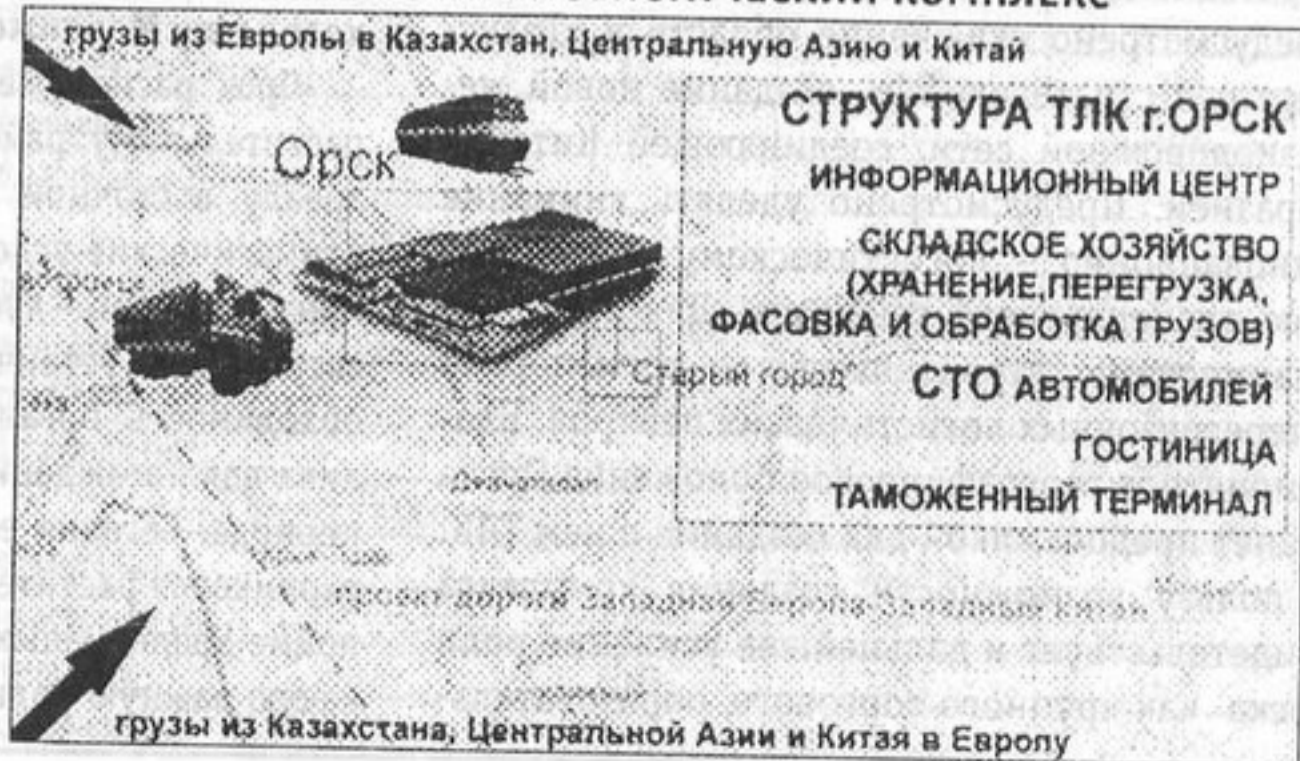 КОМПЛЕКС
грузы из Европы в Казахстан, Центральную Азию и Китай
СТРУКТУРА ТЛК г.ОРСК
Орск
ИНФОРМАЦИОННЫЙ ЦЕНТР
СКЛАДСКОЕ ХОЗЯЙСТВО
(ХРАНЕНИЕ,ПЕРЕГРУЗКА,
ФАСОВКА И ОБРАБОТКА ГРУЗОВ)
"Старый город"
СТО АВТОМОБИЛЕЙ
ГОСТИНИЦА
ТАМОЖЕННЫЙ ТЕРМИНАЛ
проект дороги Западная Европа-Западный Китай
грузы из Казахстана, Центральной Азии и Китая в Европу